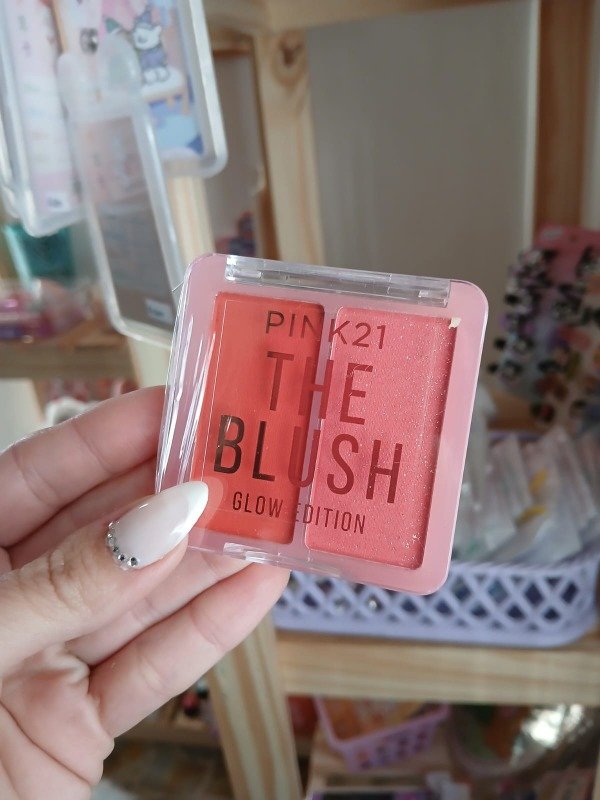 PINK21
THE
BLUSH
GLOW EDITION